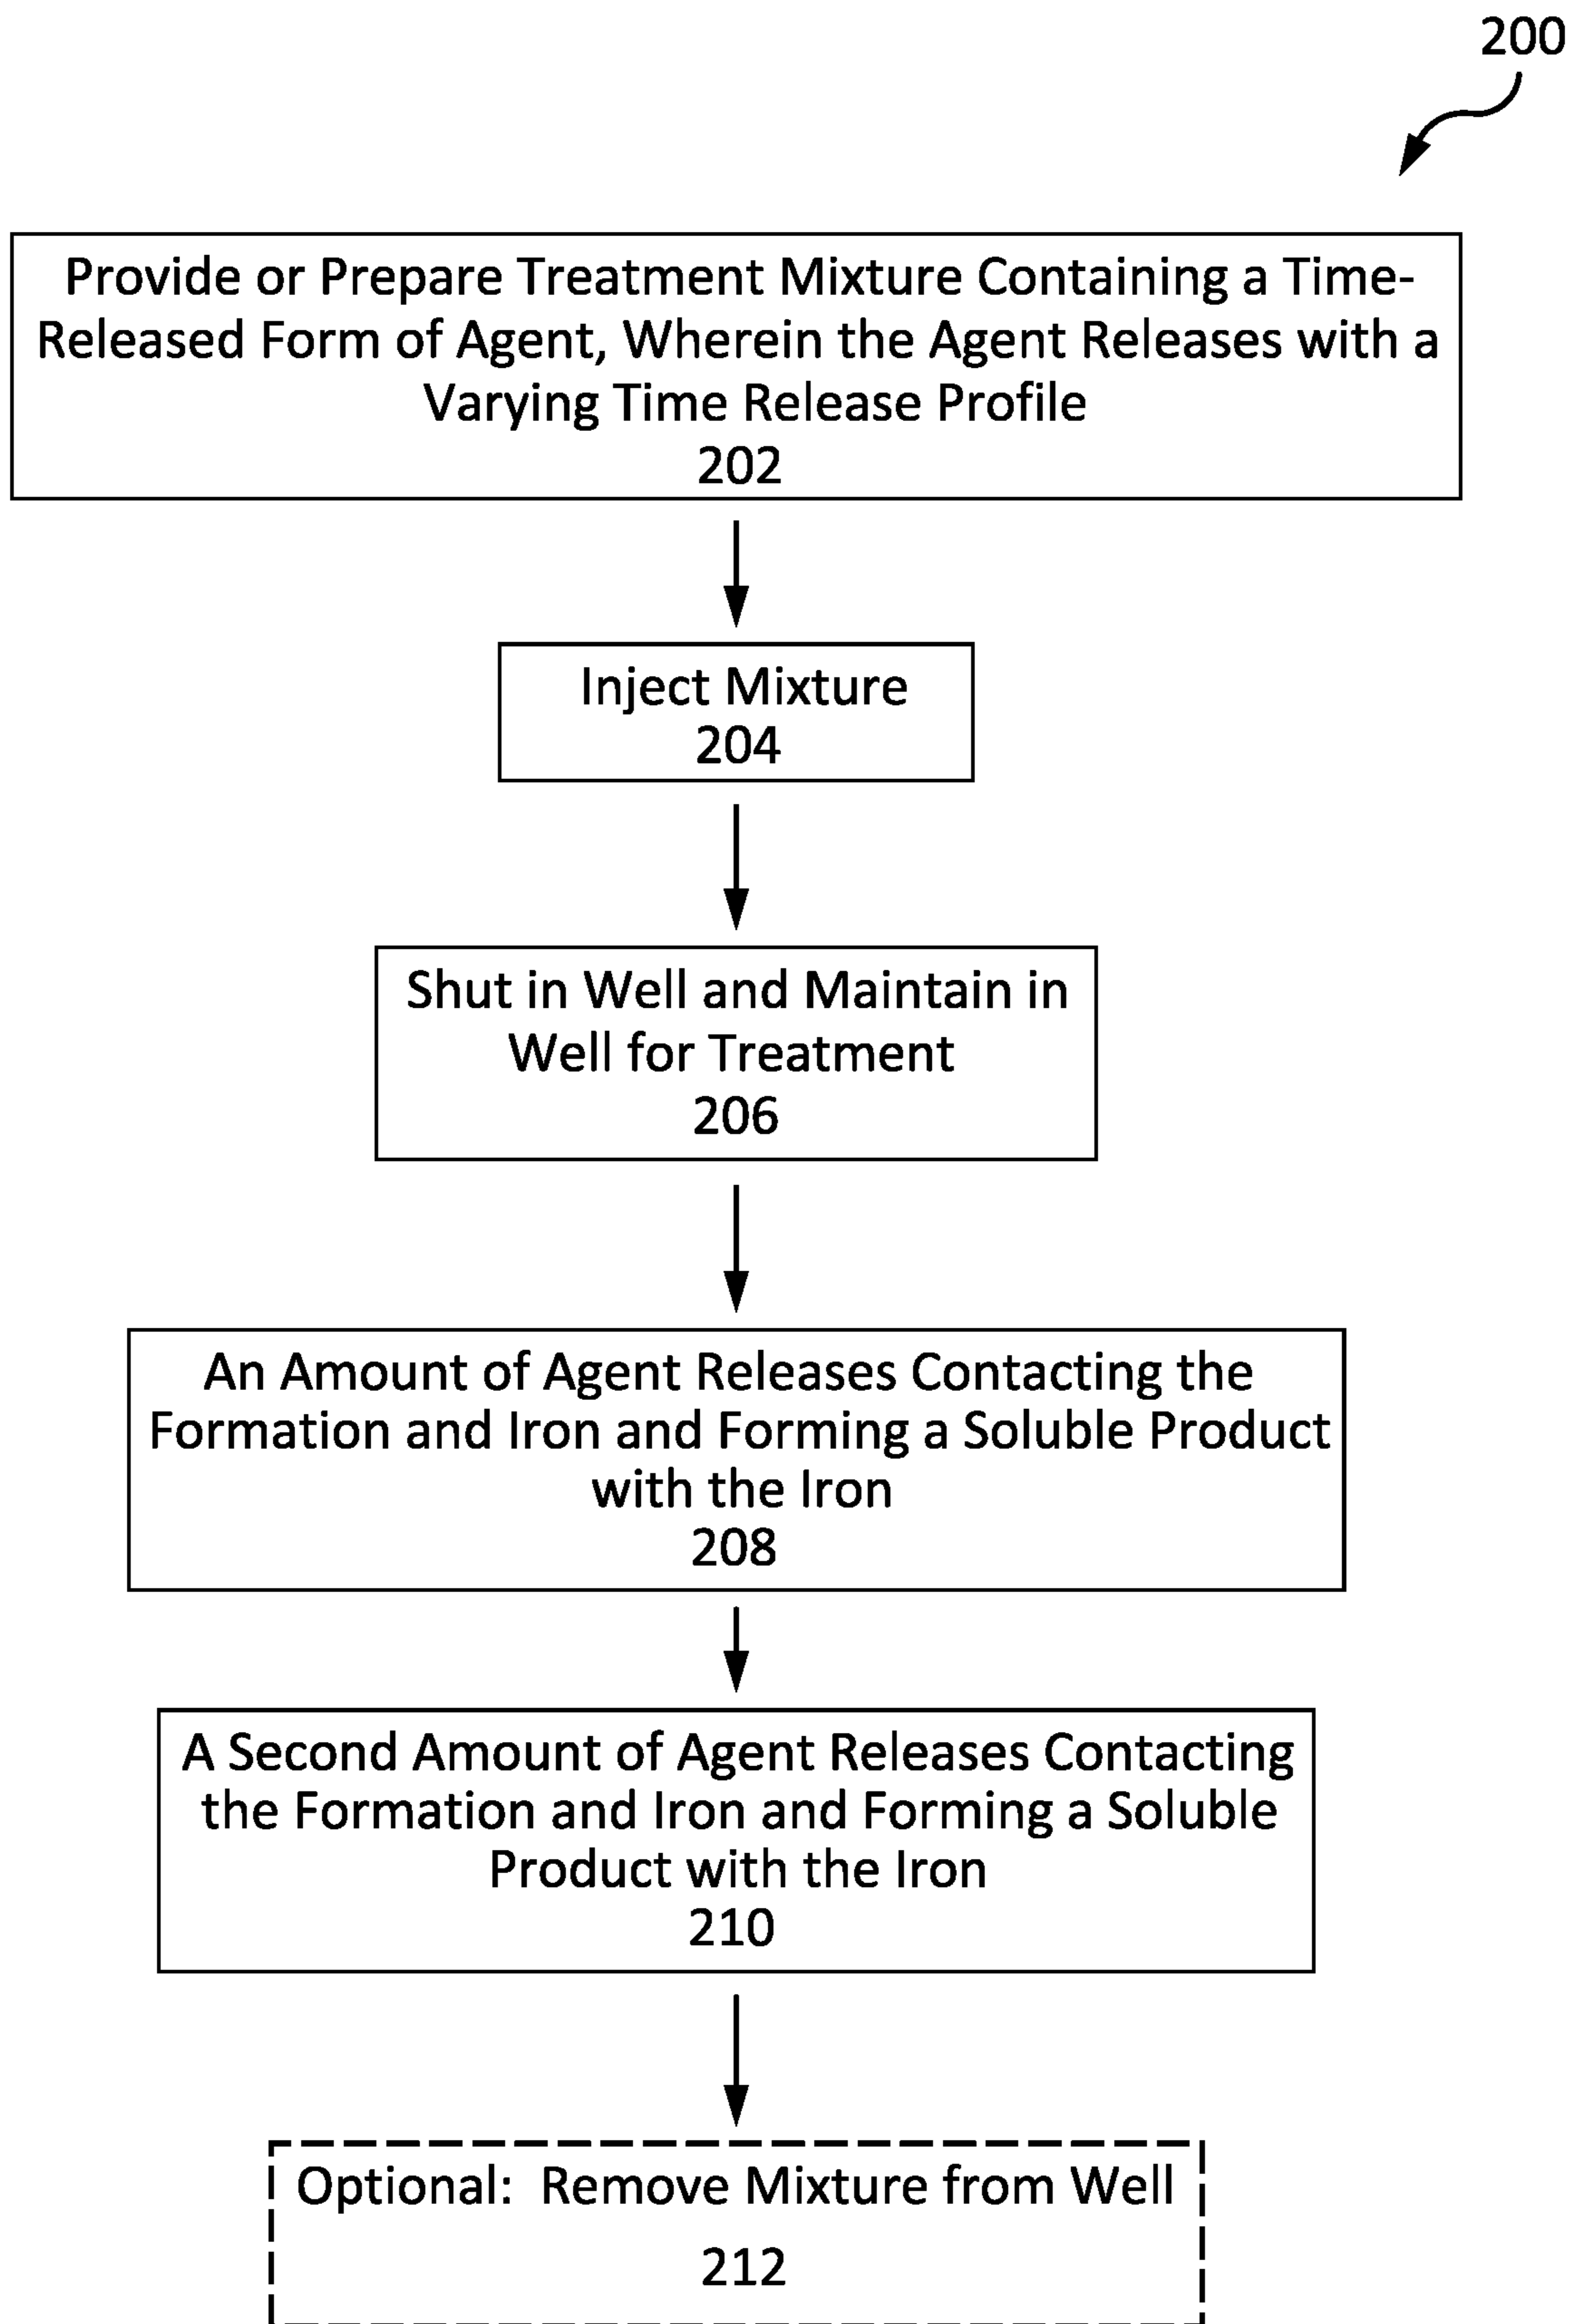 200
Provide or Prepare Treatment Mixture Containing a Time-
Released Form of Agent, Wherein the Agent Releases with a
Varying Time Release Profile
202
Inject Mixture
204
Shut in Well and Maintain in
Well for Treatment
206
An Amount of Agent Releases Contacting the
Formation and Iron and Forming a Soluble Product
with the Iron
208
A Second Amount of Agent Releases Contacting
the Formation and Iron and Forming a Soluble
Product with the Iron
210
Optional: Remove Mixture from Well
212